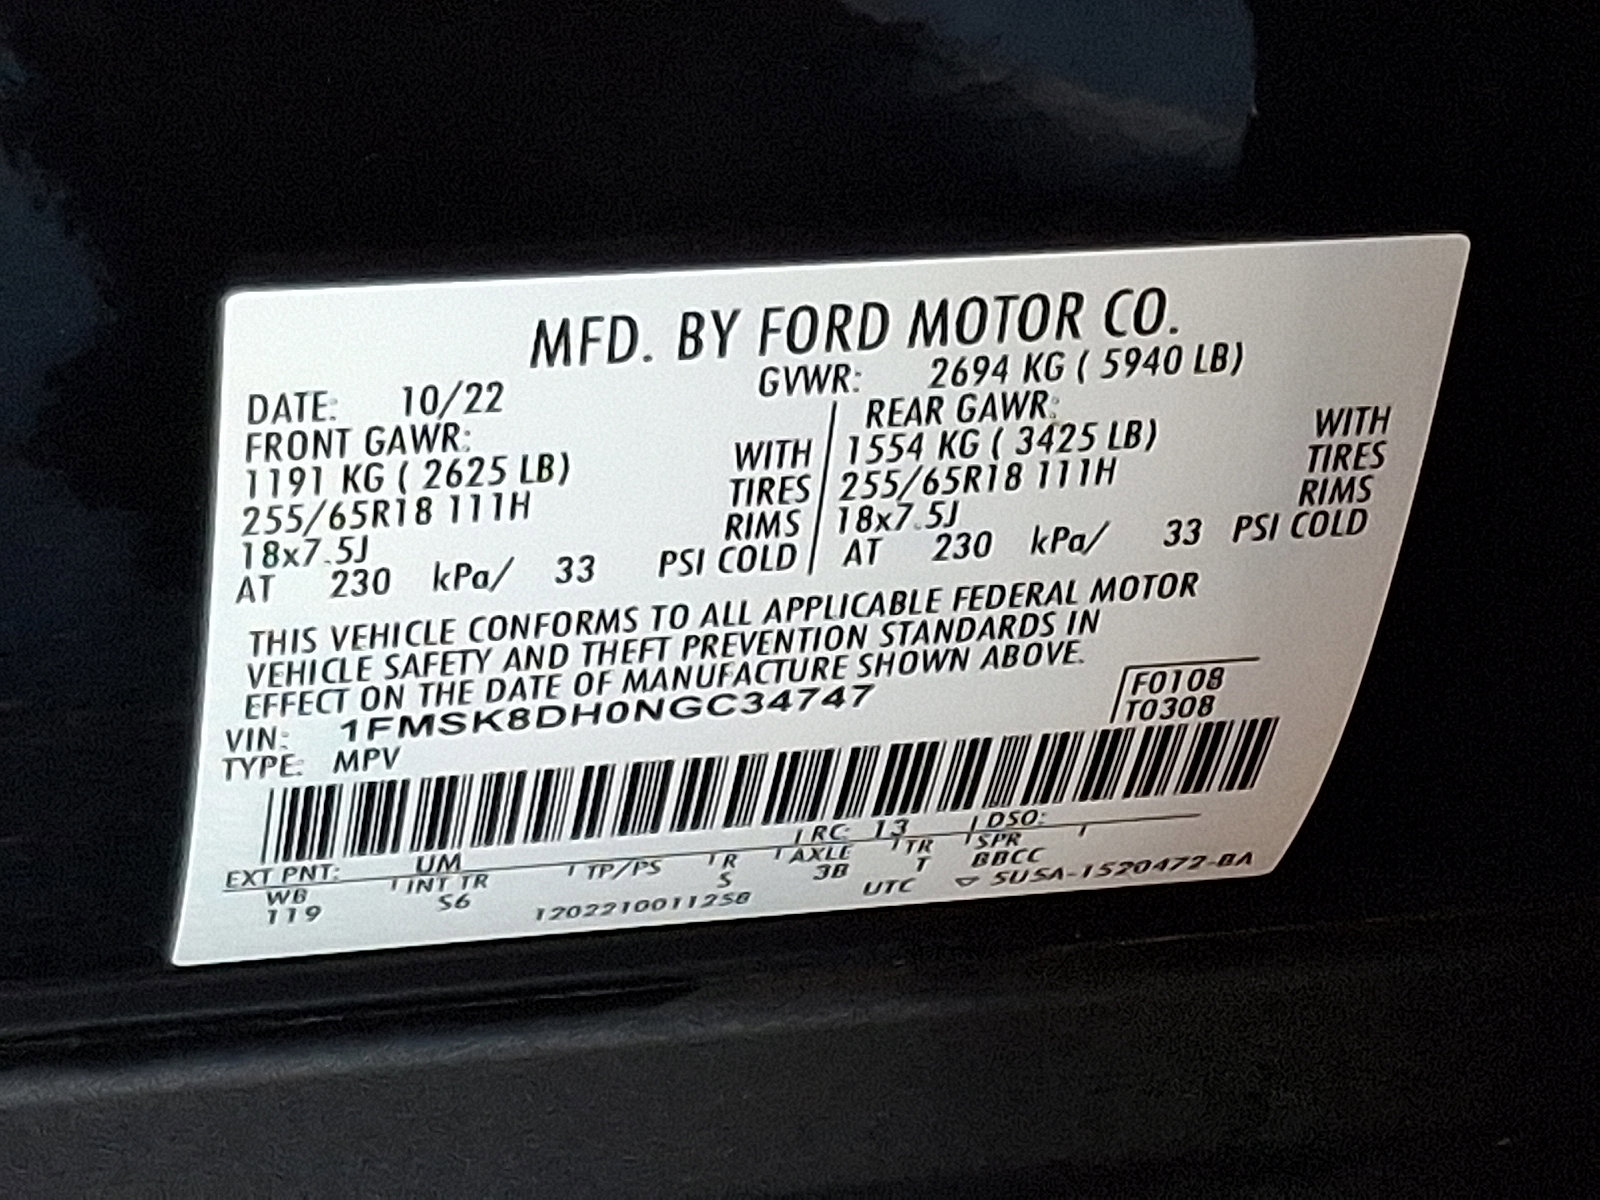 MFD. BY FORD MOTOR CO.
DATE: 10/22 GVWR: 2694 KG ( 5940 LB)
FRONT GAWR: REAR GAWR:
1191 KG ( 2625 LB) WITH 1554 KG ( 3425 LB) WITH
255/65R18 111H TIRES 255/65R18 111H TIRES
18x7.5J RIMS 18x7.5J RIMS
AT 230 kPa/ 33 PSI COLD AT 230 kPa/ 33 PSI COLD
THIS VEHICLE CONFORMS TO ALL APPLICABLE FEDERAL MOTOR
VEHICLE SAFETY AND THEFT PREVENTION STANDARDS IN
EFFECT ON THE DATE OF MANUFACTURE SHOWN ABOVE.
VIN: 1FMSK8DH0NGC34747 F0108
TYPE: MPV T0308
EXT PNT: UM RC: 13 DSO:
WB INT TR TP/PS R AXLE TR SPR
119 S6 S 3B T BBCC
1202210011258 UTC ▽ 5U5A-1520472-BA